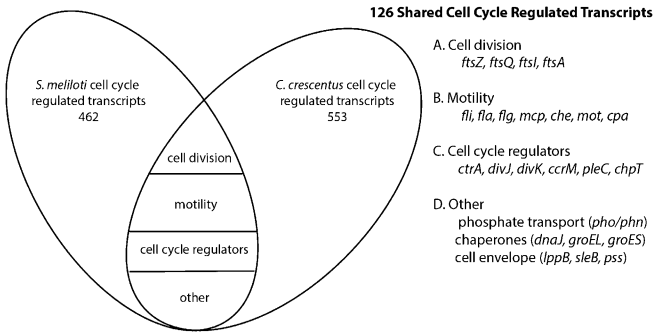 126 Shared Cell Cycle Regulated Transcripts
S. meliloti cell cycle
regulated transcripts
462
C. crescentus cell cycle
regulated transcripts
553
cell division
motility
cell cycle regulators
other
A. Cell division
ftsZ, ftsQ, ftsI, ftsA
B. Motility
fli, fla, flg, mcp, che, mot, cpa
C. Cell cycle regulators
ctrA, divJ, divK, ccrM, pleC, chpT
D. Other
phosphate transport (pho/phn)
chaperones (dnaJ, groEL, groES)
cell envelope (lppB, sleB, pss)